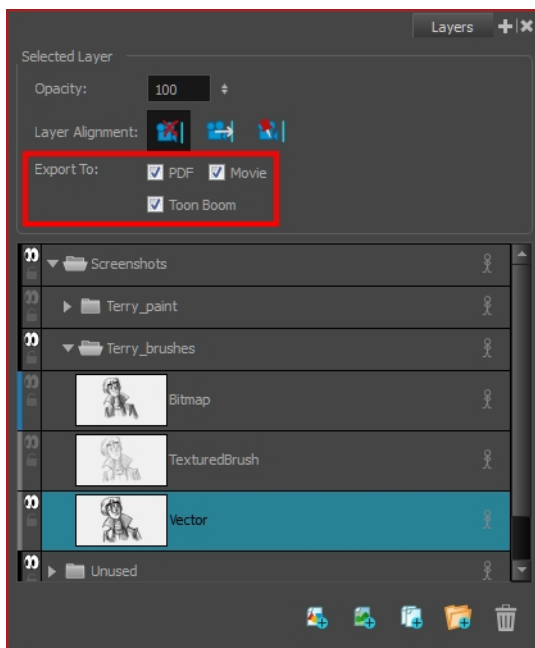 Layers
Selected Layer
Opacity: 100
Layer Alignment:
Export To: PDF Movie
Toon Boom
Screenshots
Terry_paint
Terry_brushes
Bitmap
TexturedBrush
Vector
Unused